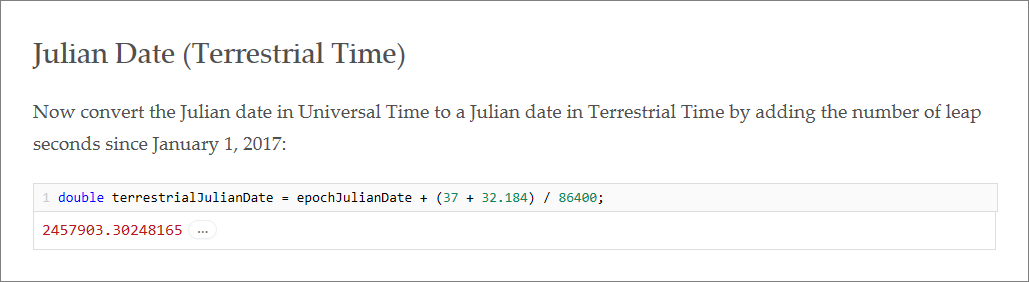 Julian Date (Terrestrial Time)
Now convert the Julian date in Universal Time to a Julian date in Terrestrial Time by adding the number of leap
seconds since January 1, 2017:
1 double terrestrialJulianDate = epochJulianDate + (37 + 32.184) / 86400;
2457903.30248165 ...